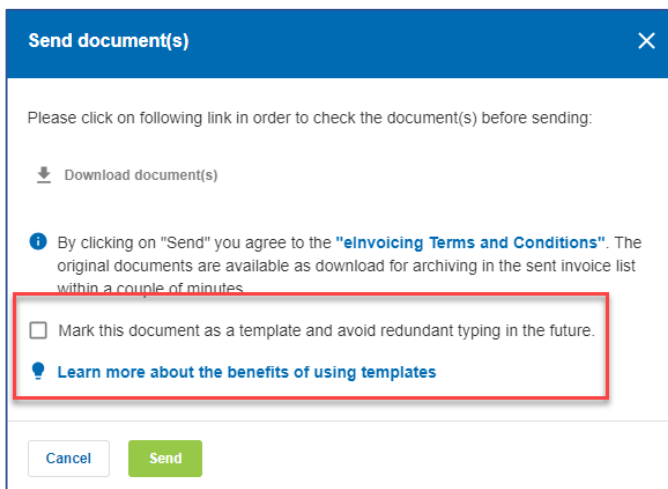 Send document(s)
Please click on following link in order to check the document(s) before sending:
Download document(s)
By clicking on "Send" you agree to the "eInvoicing Terms and Conditions". The
original documents are available as download for archiving in the sent invoice list
within a couple of minutes.
Mark this document as a template and avoid redundant typing in the future.
Learn more about the benefits of using templates
Cancel
Send